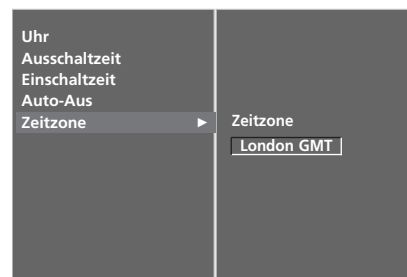 Uhr
Ausschaltzeit
Einschaltzeit
Auto-Aus
Zeitzone
Zeitzone
London GMT